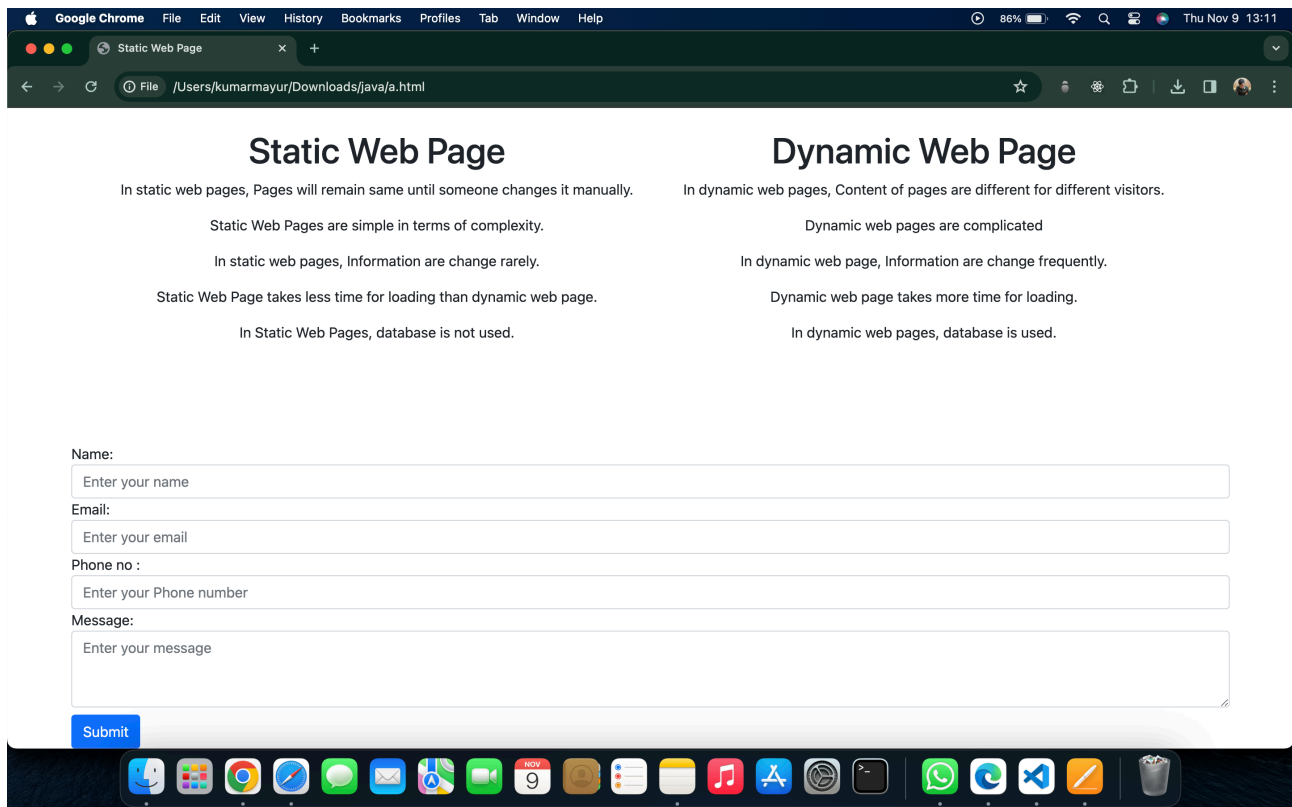 Google Chrome File Edit View History Bookmarks Profiles Tab Window Help 86% Thu Nov 9 13:11
Static Web Page
File /Users/kumarmayur/Downloads/java/a.html
Static Web Page
In static web pages, Pages will remain same until someone changes it manually.
Static Web Pages are simple in terms of complexity.
In static web pages, Information are change rarely.
Static Web Page takes less time for loading than dynamic web page.
In Static Web Pages, database is not used.
Dynamic Web Page
In dynamic web pages, Content of pages are different for different visitors.
Dynamic web pages are complicated
In dynamic web page, Information are change frequently.
Dynamic web page takes more time for loading.
In dynamic web pages, database is used.
Name:
Enter your name
Email:
Enter your email
Phone no :
Enter your Phone number
Message:
Enter your message
Submit
NOV
9